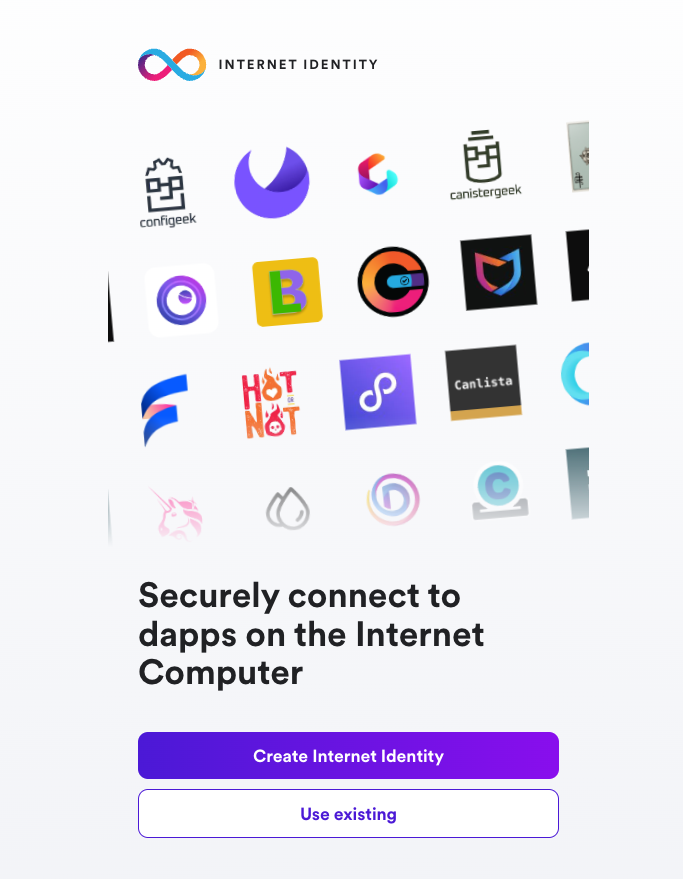 INTERNET IDENTITY
configeek
canistergeek
B
C
HOT
OR
NOT
Canlista
D
C
Securely connect to
dapps on the Internet
Computer
Create Internet Identity
Use existing